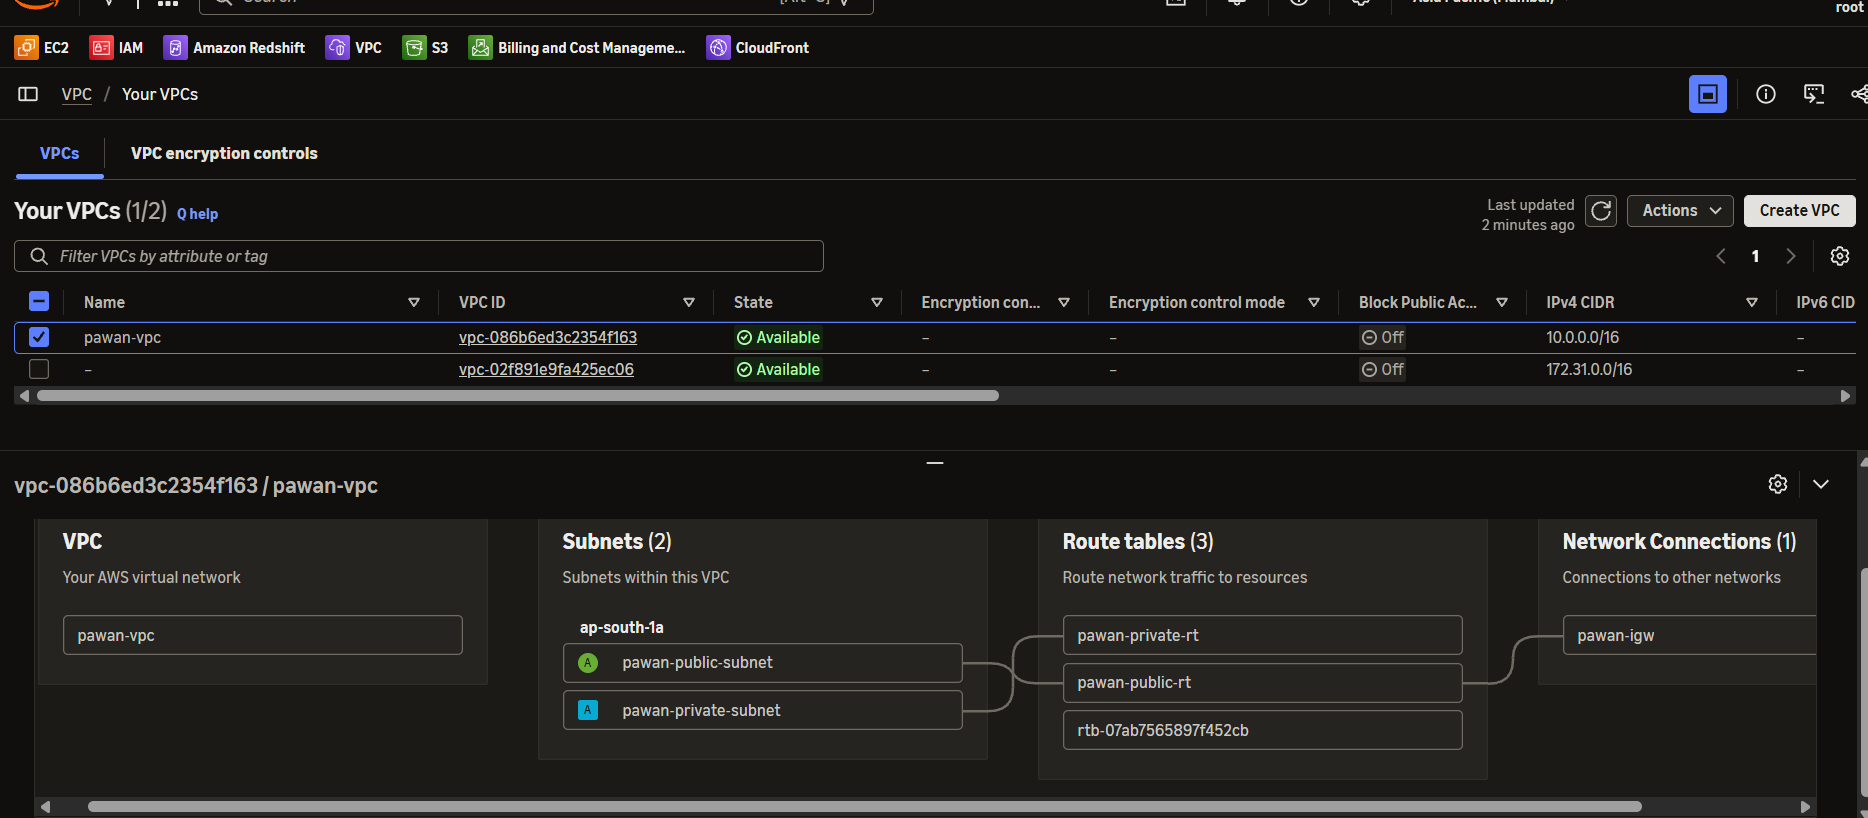 root
EC2 IAM Amazon Redshift VPC S3 Billing and Cost Manageme... CloudFront
VPC / Your VPCs
VPCs VPC encryption controls
Your VPCs (1/2) Q help
Last updated
2 minutes ago
Actions Create VPC
Filter VPCs by attribute or tag
1
Name VPC ID State Encryption con... Encryption control mode Block Public Ac... IPv4 CIDR IPv6 CID
pawan-vpc vpc-086b6ed3c2354f163 Available – – Off 10.0.0.0/16 –
– vpc-02f891e9fa425ec06 Available – – Off 172.31.0.0/16 –
vpc-086b6ed3c2354f163 / pawan-vpc
VPC
Your AWS virtual network
pawan-vpc
Subnets (2)
Subnets within this VPC
ap-south-1a
A pawan-public-subnet
A pawan-private-subnet
Route tables (3)
Route network traffic to resources
pawan-private-rt
pawan-public-rt
rtb-07ab7565897f452cb
Network Connections (1)
Connections to other networks
pawan-igw